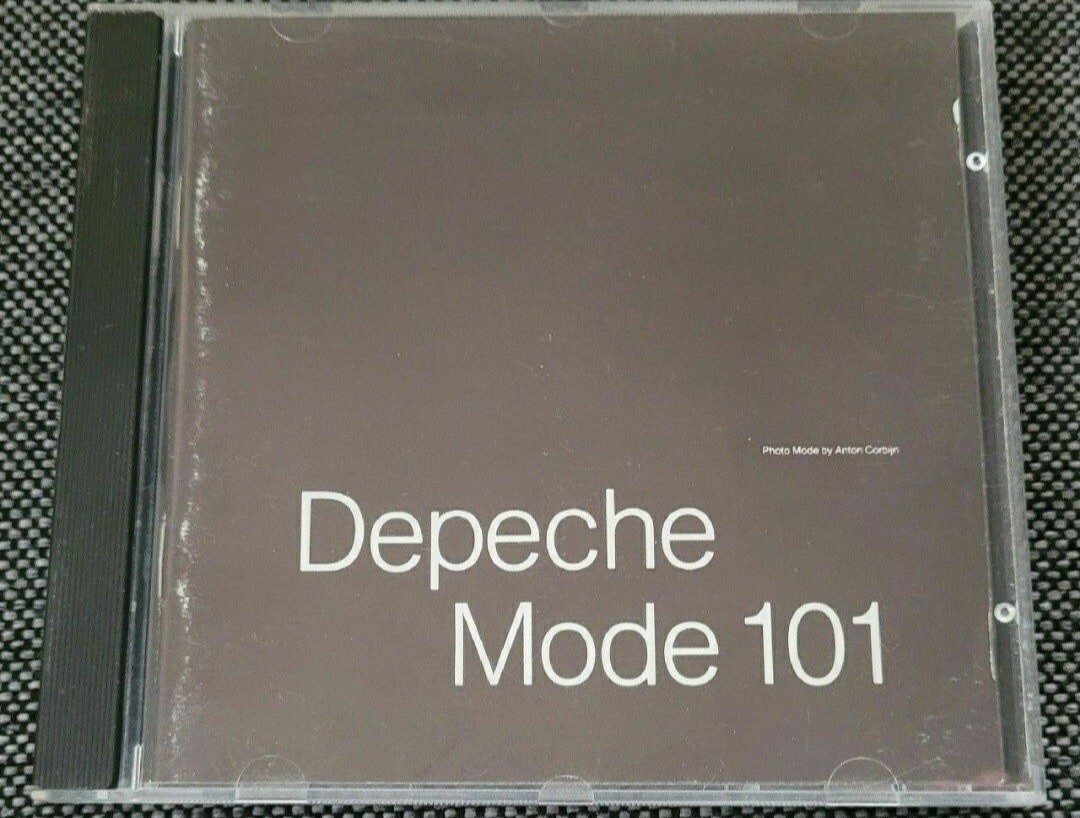 Photo Mode by Anton Corbijn
Depeche
Mode 101